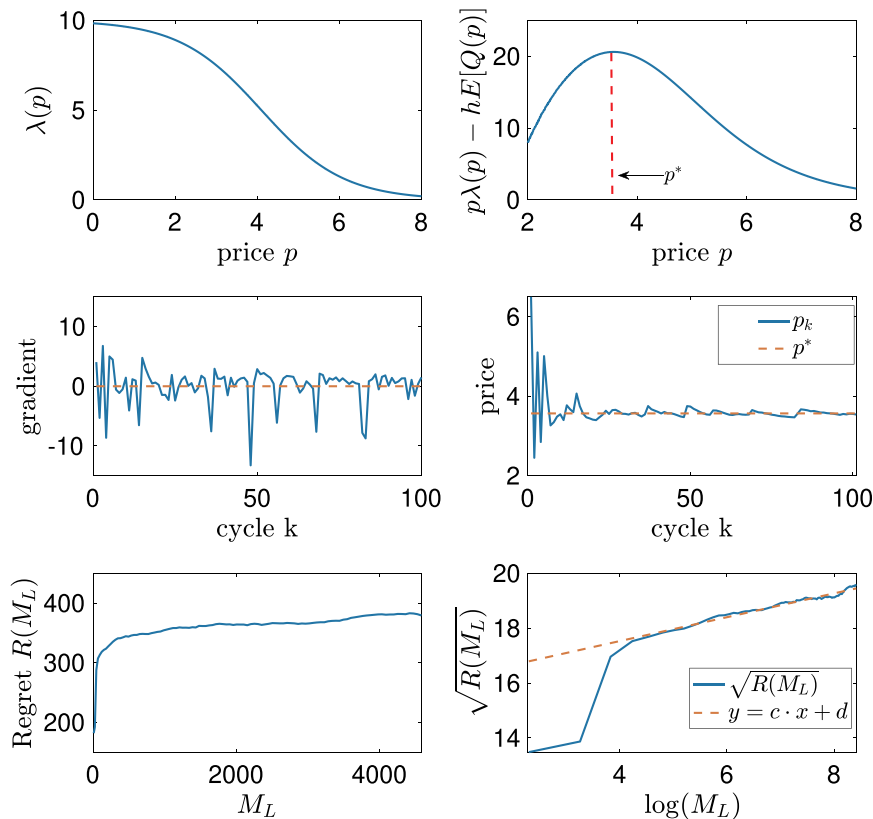 10
5
0
λ(p)
0 2 4 6 8
price p
20
10
0
pλ(p) − hE[Q(p)]
p*
2 4 6 8
price p
10
0
-10
gradient
0 50 100
cycle k
6
4
2
price
p_k
p*
0 50 100
cycle k
400
300
200
Regret R(M_L)
0 2000 4000
M_L
20
18
16
14
√R(M_L)
√R(M_L)
y = c · x + d
4 6 8
log(M_L)